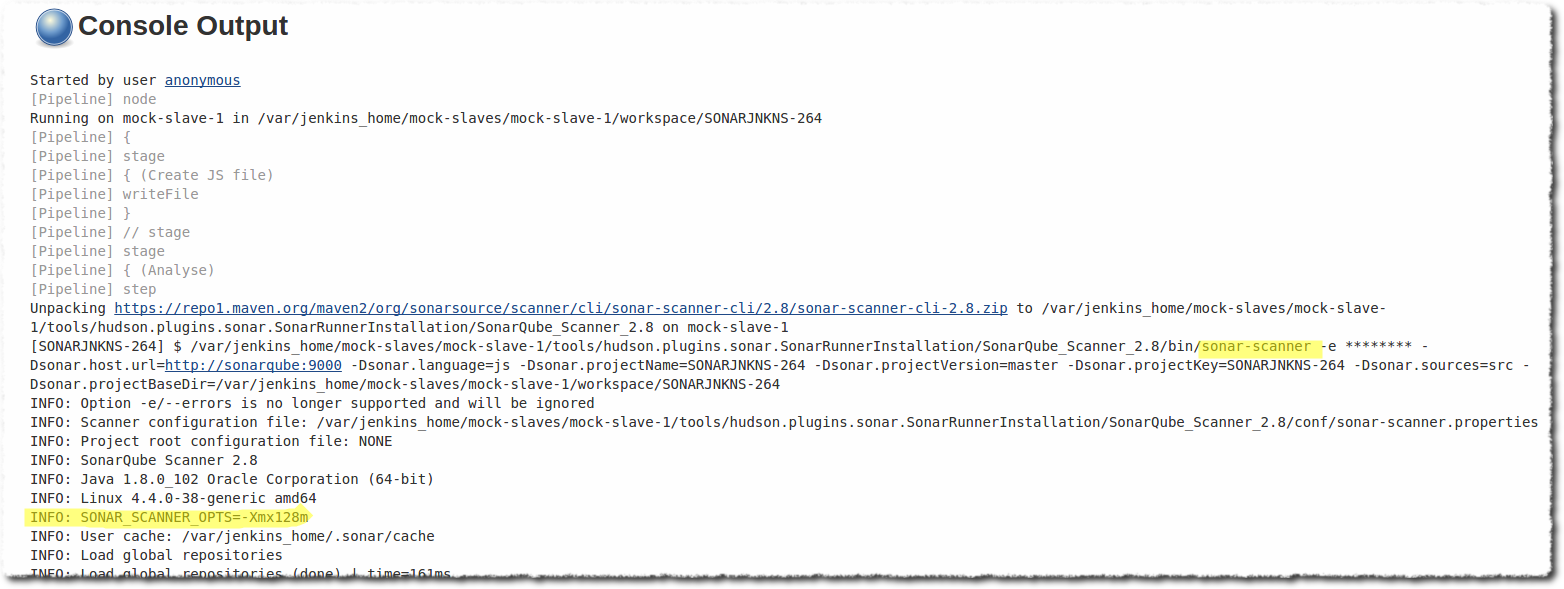 Console Output
Started by user anonymous
[Pipeline] node
Running on mock-slave-1 in /var/jenkins_home/mock-slaves/mock-slave-1/workspace/SONARJNKNS-264
[Pipeline] {
[Pipeline] stage
[Pipeline] { (Create JS file)
[Pipeline] writeFile
[Pipeline] }
[Pipeline] // stage
[Pipeline] stage
[Pipeline] { (Analyse)
[Pipeline] step
Unpacking https://repo1.maven.org/maven2/org/sonarsource/scanner/cli/sonar-scanner-cli/2.8/sonar-scanner-cli-2.8.zip to /var/jenkins_home/mock-slaves/mock-slave-
1/tools/hudson.plugins.sonar.SonarRunnerInstallation/SonarQube_Scanner_2.8 on mock-slave-1
[SONARJNKNS-264] $ /var/jenkins_home/mock-slaves/mock-slave-1/tools/hudson.plugins.sonar.SonarRunnerInstallation/SonarQube_Scanner_2.8/bin/sonar-scanner -e ******** -
Dsonar.host.url=http://sonarqube:9000 -Dsonar.language=js -Dsonar.projectName=SONARJNKNS-264 -Dsonar.projectVersion=master -Dsonar.projectKey=SONARJNKNS-264 -Dsonar.sources=src -
Dsonar.projectBaseDir=/var/jenkins_home/mock-slaves/mock-slave-1/workspace/SONARJNKNS-264
INFO: Option -e/--errors is no longer supported and will be ignored
INFO: Scanner configuration file: /var/jenkins_home/mock-slaves/mock-slave-1/tools/hudson.plugins.sonar.SonarRunnerInstallation/SonarQube_Scanner_2.8/conf/sonar-scanner.properties
INFO: Project root configuration file: NONE
INFO: SonarQube Scanner 2.8
INFO: Java 1.8.0_102 Oracle Corporation (64-bit)
INFO: Linux 4.4.0-38-generic amd64
INFO: SONAR_SCANNER_OPTS=-Xmx128m
INFO: User cache: /var/jenkins_home/.sonar/cache
INFO: Load global repositories
INFO: Load global repositories (done) | time=161ms